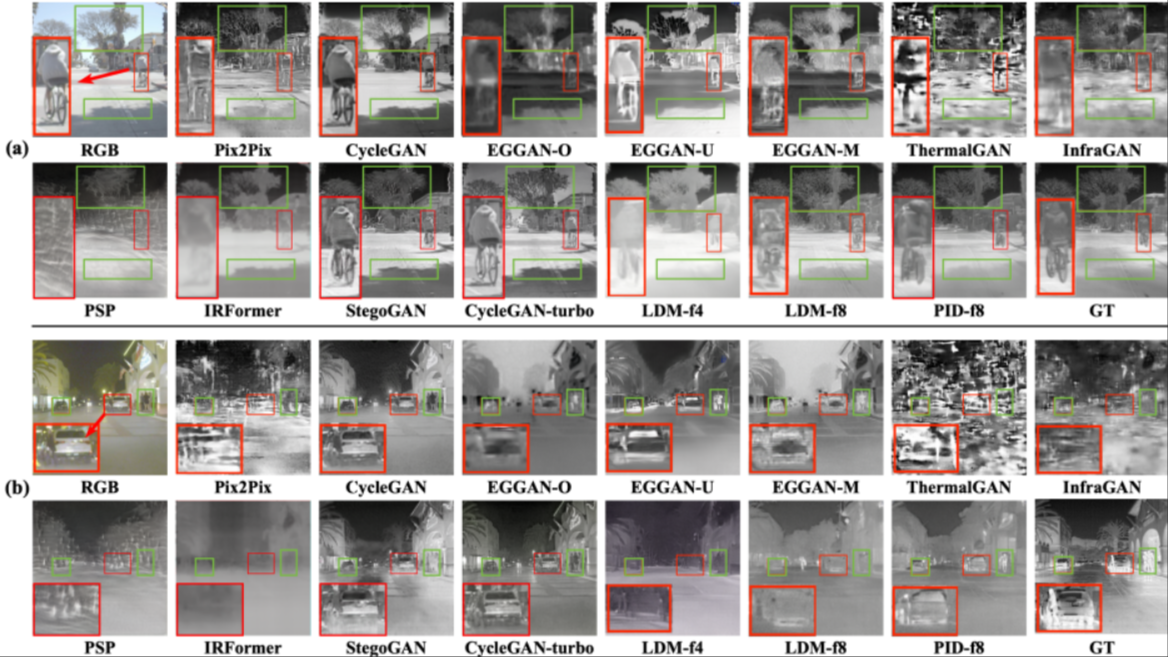 RGB Pix2Pix CycleGAN EGGAN-O EGGAN-U EGGAN-M ThermalGAN InfraGAN
(a)
PSP IRFormer StegoGAN CycleGAN-turbo LDM-f4 LDM-f8 PID-f8 GT
RGB Pix2Pix CycleGAN EGGAN-O EGGAN-U EGGAN-M ThermalGAN InfraGAN
(b)
PSP IRFormer StegoGAN CycleGAN-turbo LDM-f4 LDM-f8 PID-f8 GT